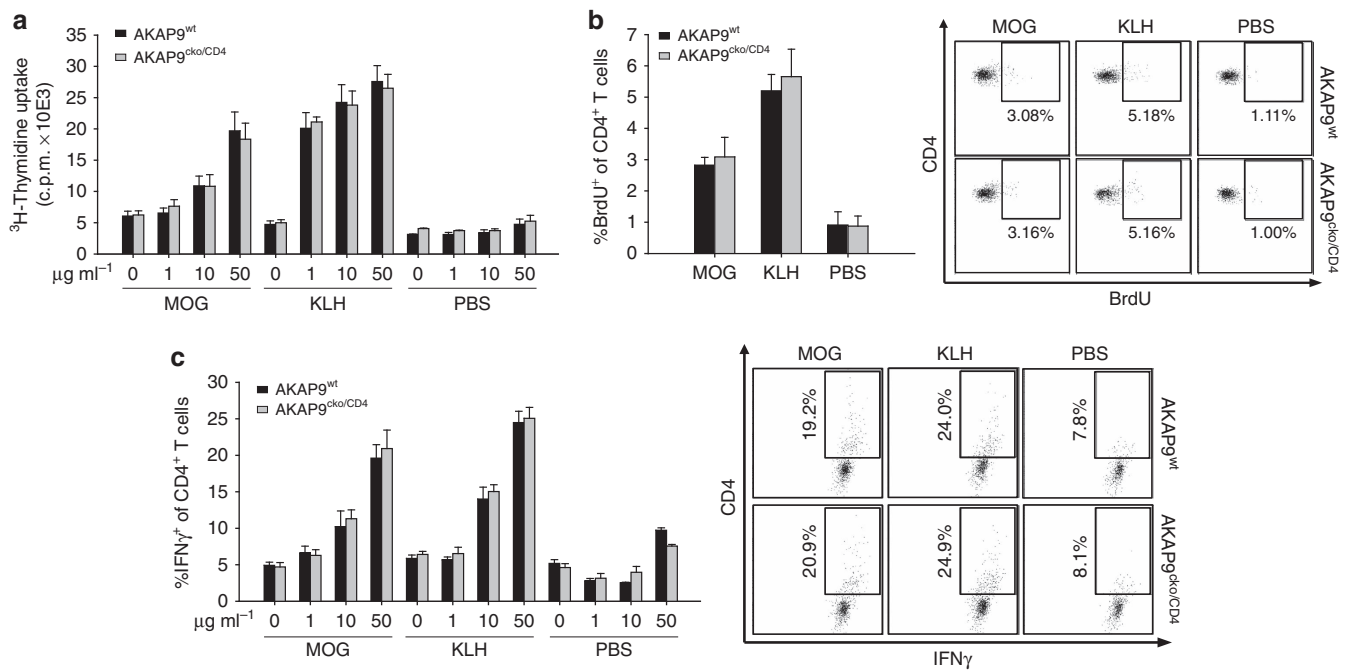 a
AKAP9wt
AKAP9cko/CD4
³H-Thymidine uptake
(c.p.m. ×10E3)
35
30
25
20
15
10
5
0
µg ml⁻¹ 0 1 10 50 0 1 10 50 0 1 10 50
MOG KLH PBS
b
AKAP9wt
AKAP9cko/CD4
%BrdU⁺ of CD4⁺ T cells
7
6
5
4
3
2
1
0
MOG KLH PBS
MOG KLH PBS
CD4
3.08% 5.18% 1.11%
AKAP9wt
3.16% 5.16% 1.00%
AKAP9cko/CD4
BrdU
c
AKAP9wt
AKAP9cko/CD4
%IFNγ⁺ of CD4⁺ T cells
30
25
20
15
10
5
0
µg ml⁻¹ 0 1 10 50 0 1 10 50 0 1 10 50
MOG KLH PBS
MOG KLH PBS
CD4
19.2% 24.0% 7.8%
AKAP9wt
20.9% 24.9% 8.1%
AKAP9cko/CD4
IFNγ